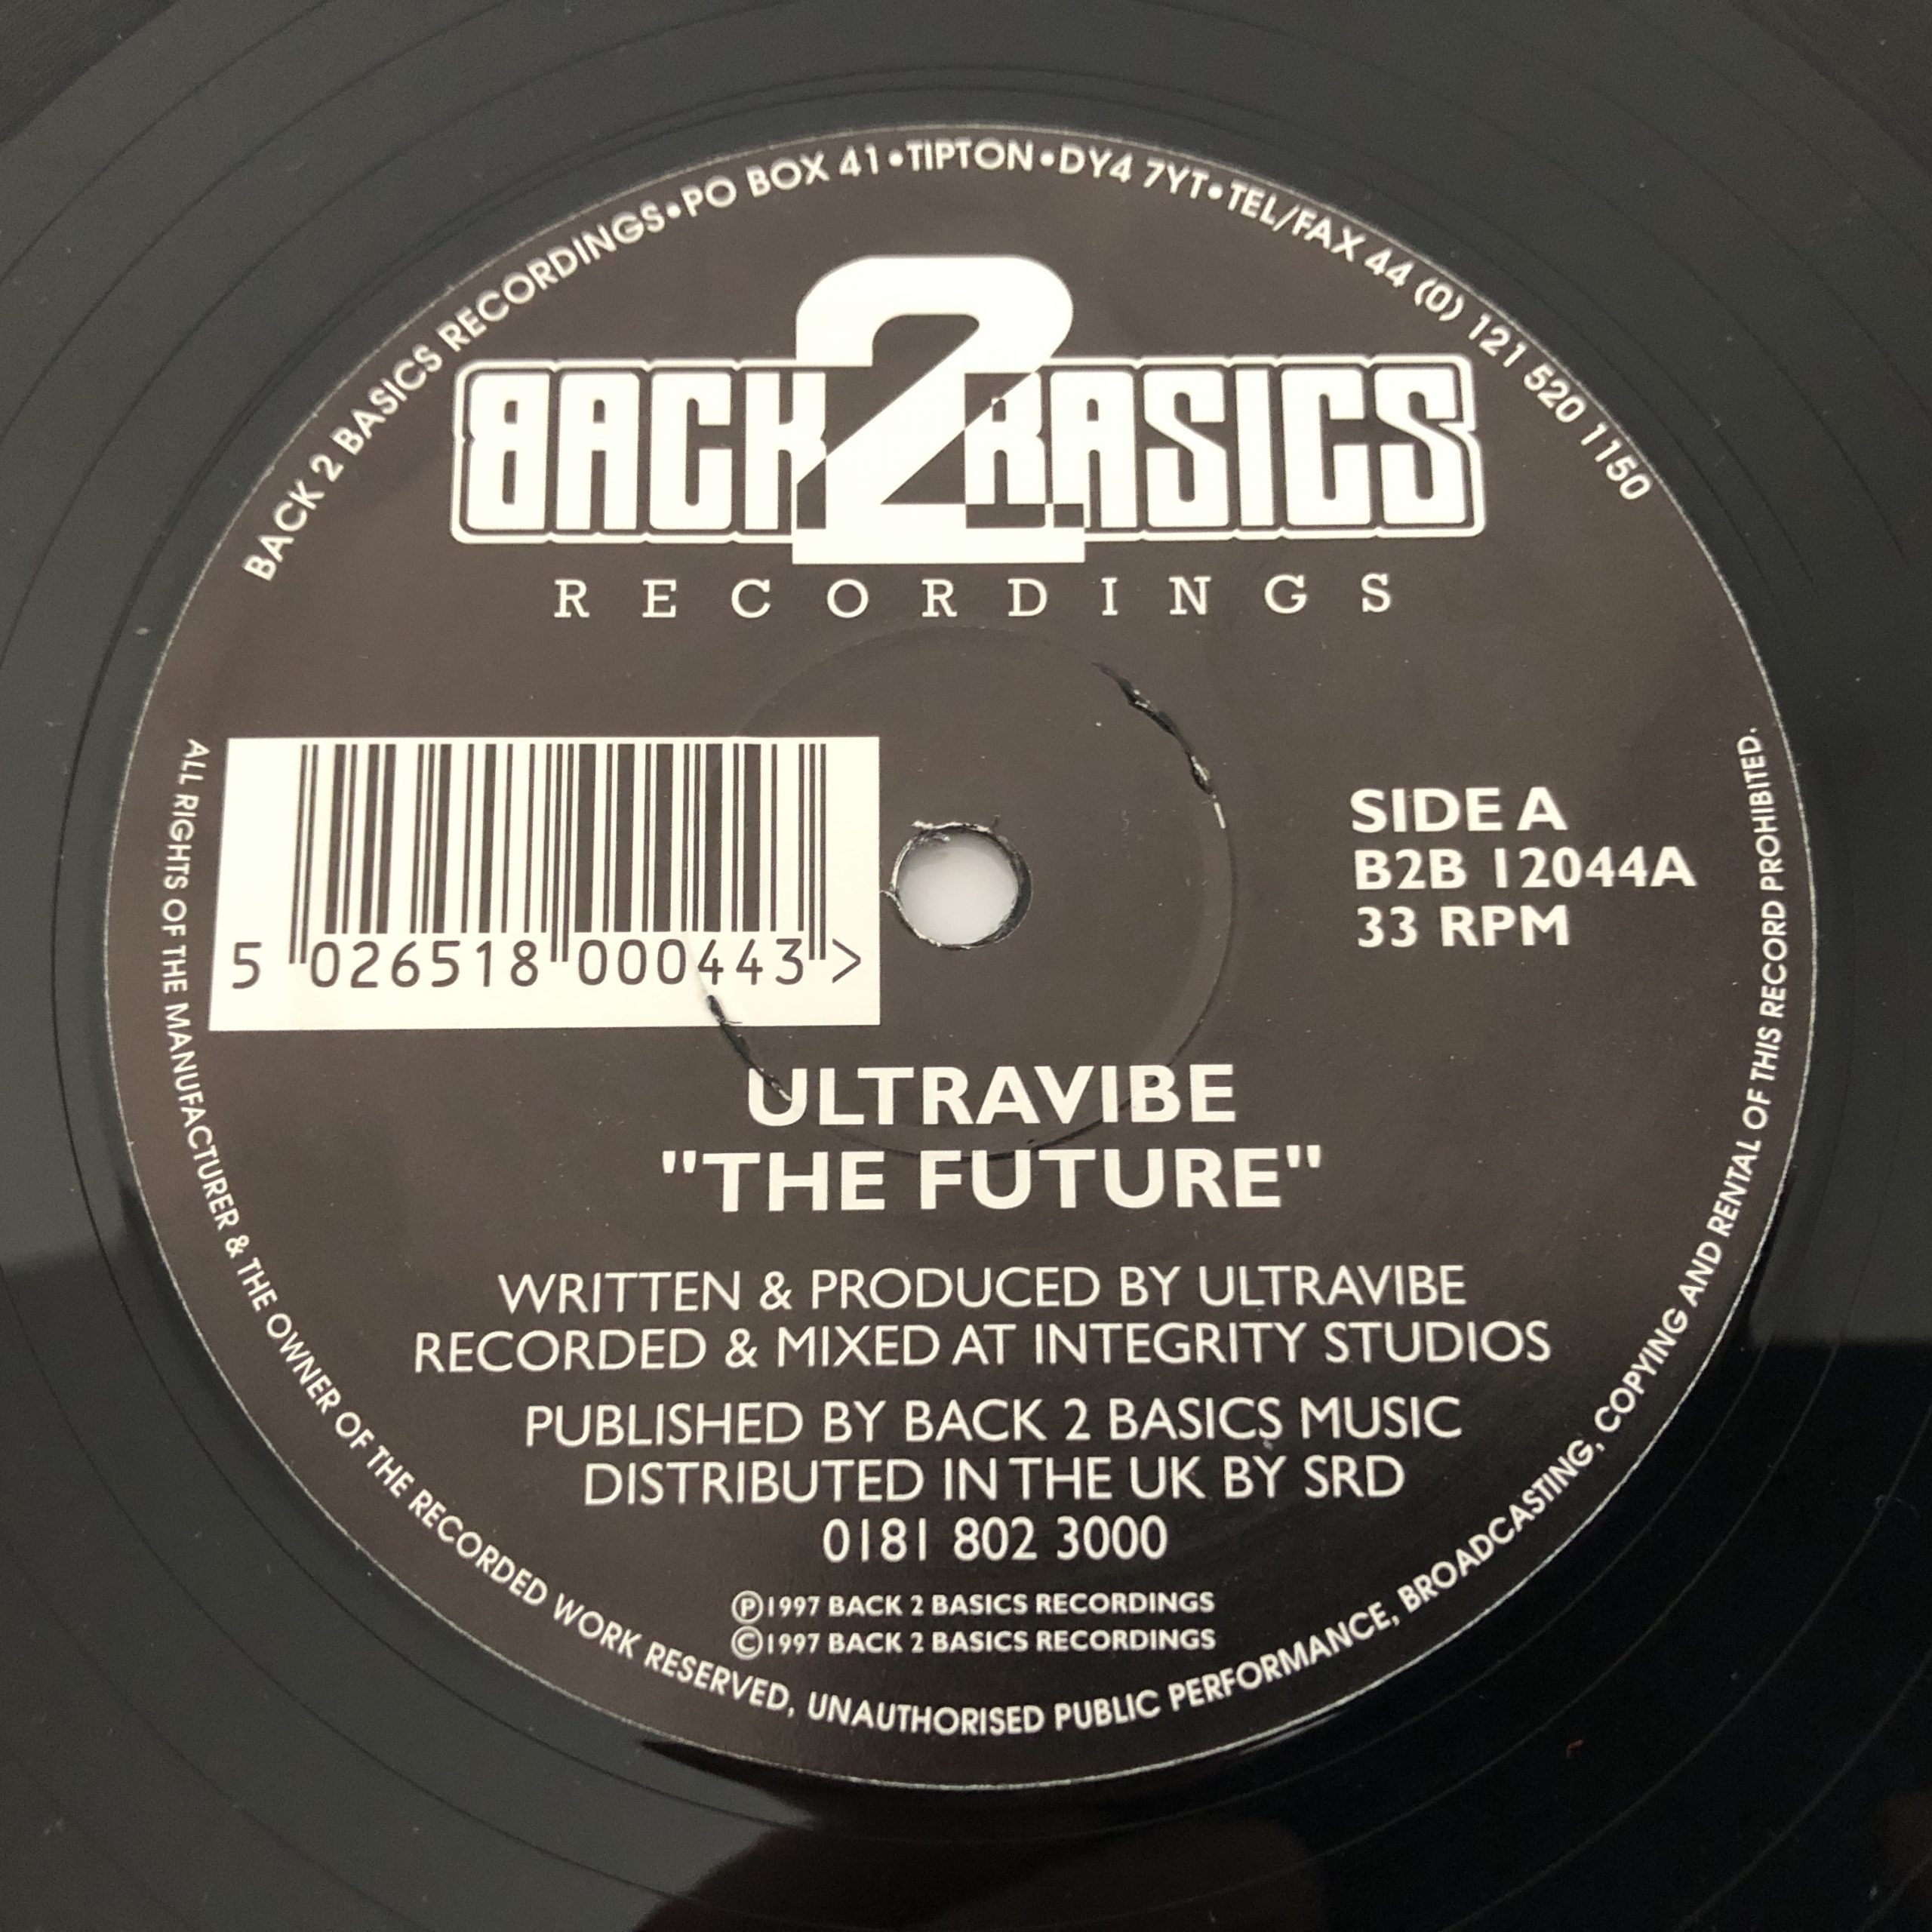 BACK 2 BASICS RECORDINGS•PO BOX 41•TIPTON•DY4 7YT•TEL/FAX 44 (0) 121 520 1150
BACK 2 BASICS
RECORDINGS
5 026518 000443 >
SIDE A
B2B 12044A
33 RPM
ULTRAVIBE
"THE FUTURE"
WRITTEN & PRODUCED BY ULTRAVIBE
RECORDED & MIXED AT INTEGRITY STUDIOS
PUBLISHED BY BACK 2 BASICS MUSIC
DISTRIBUTED IN THE UK BY SRD
0181 802 3000
℗1997 BACK 2 BASICS RECORDINGS
©1997 BACK 2 BASICS RECORDINGS
ALL RIGHTS OF THE MANUFACTURER & THE OWNER OF THE RECORDED WORK RESERVED, UNAUTHORISED PUBLIC PERFORMANCE, BROADCASTING, COPYING AND RENTAL OF THIS RECORD PROHIBITED.